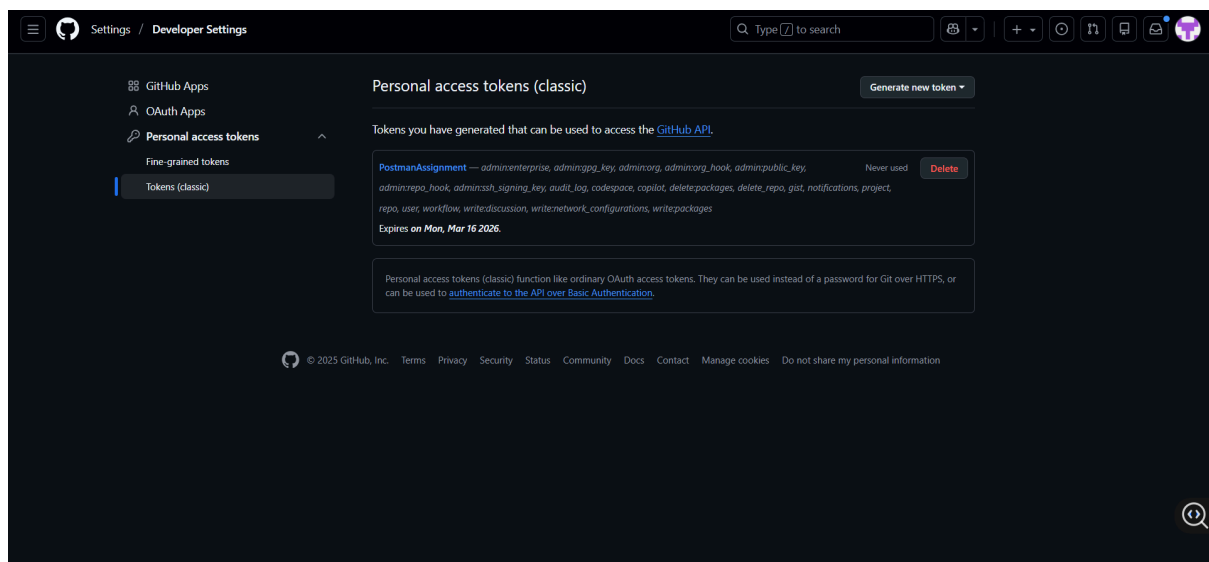 Settings / Developer Settings
Type / to search
GitHub Apps
OAuth Apps
Personal access tokens
Fine-grained tokens
Tokens (classic)
Personal access tokens (classic)
Generate new token
Tokens you have generated that can be used to access the GitHub API.
PostmanAssignment — admin:enterprise, admin:gpg_key, admin:org, admin:org_hook, admin:public_key,
Never used
Delete
admin:repo_hook, admin:ssh_signing_key, audit_log, codespace, copilot, delete:packages, delete_repo, gist, notifications, project,
repo, user, workflow, write:discussion, write:network_configurations, write:packages
Expires on Mon, Mar 16 2026.
Personal access tokens (classic) function like ordinary OAuth access tokens. They can be used instead of a password for Git over HTTPS, or
can be used to authenticate to the API over Basic Authentication.
© 2025 GitHub, Inc. Terms Privacy Security Status Community Docs Contact Manage cookies Do not share my personal information